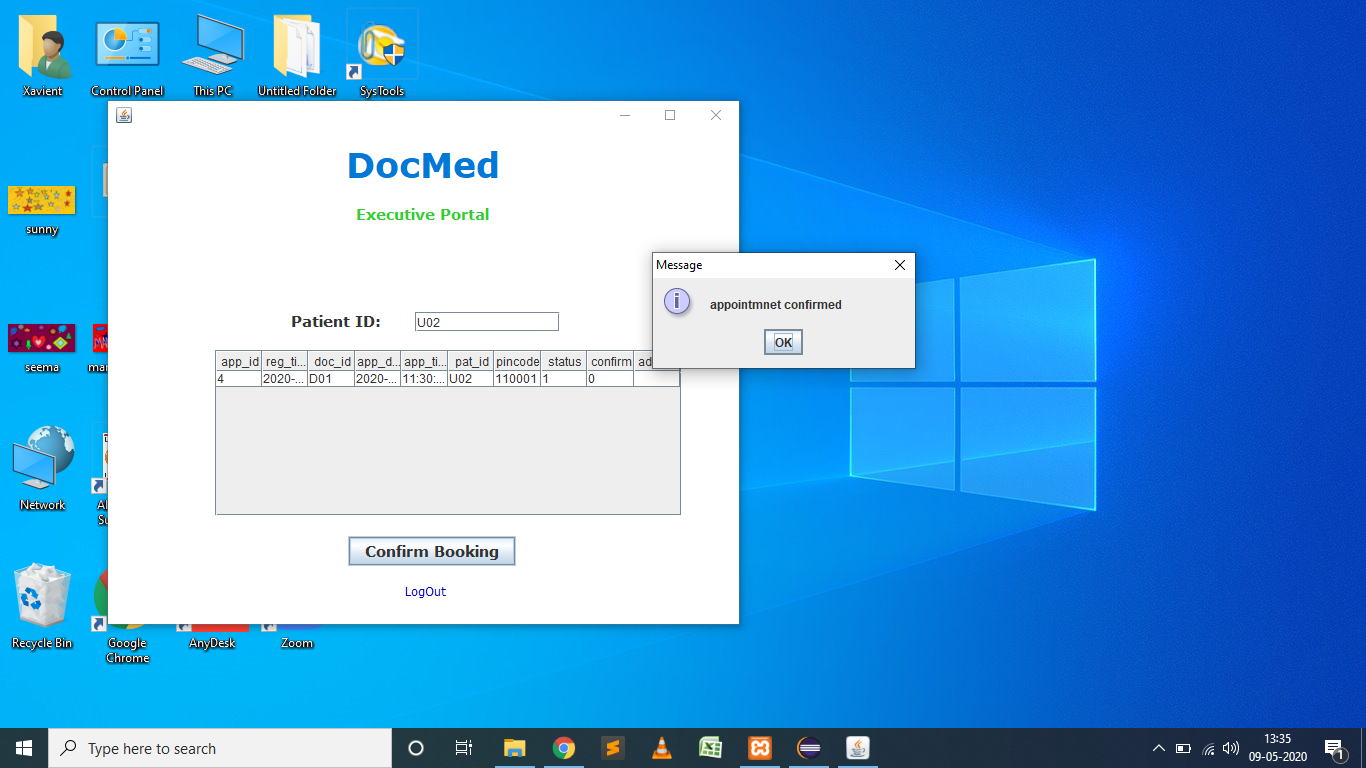 Xavient
Control Panel
This PC
Untitled Folder
SysTools
DocMed
Executive Portal
sunny
Message
appointmnet confirmed
OK
Patient ID:
U02
app_id reg_ti... doc_id app_d... app_ti... pat_id pincode status confirm ad
4 2020-... D01 2020-... 11:30:... U02 110001 1 0
seema
Network
Confirm Booking
LogOut
Recycle Bin
Google
Chrome
AnyDesk
Zoom
Type here to search
13:35
09-05-2020
1